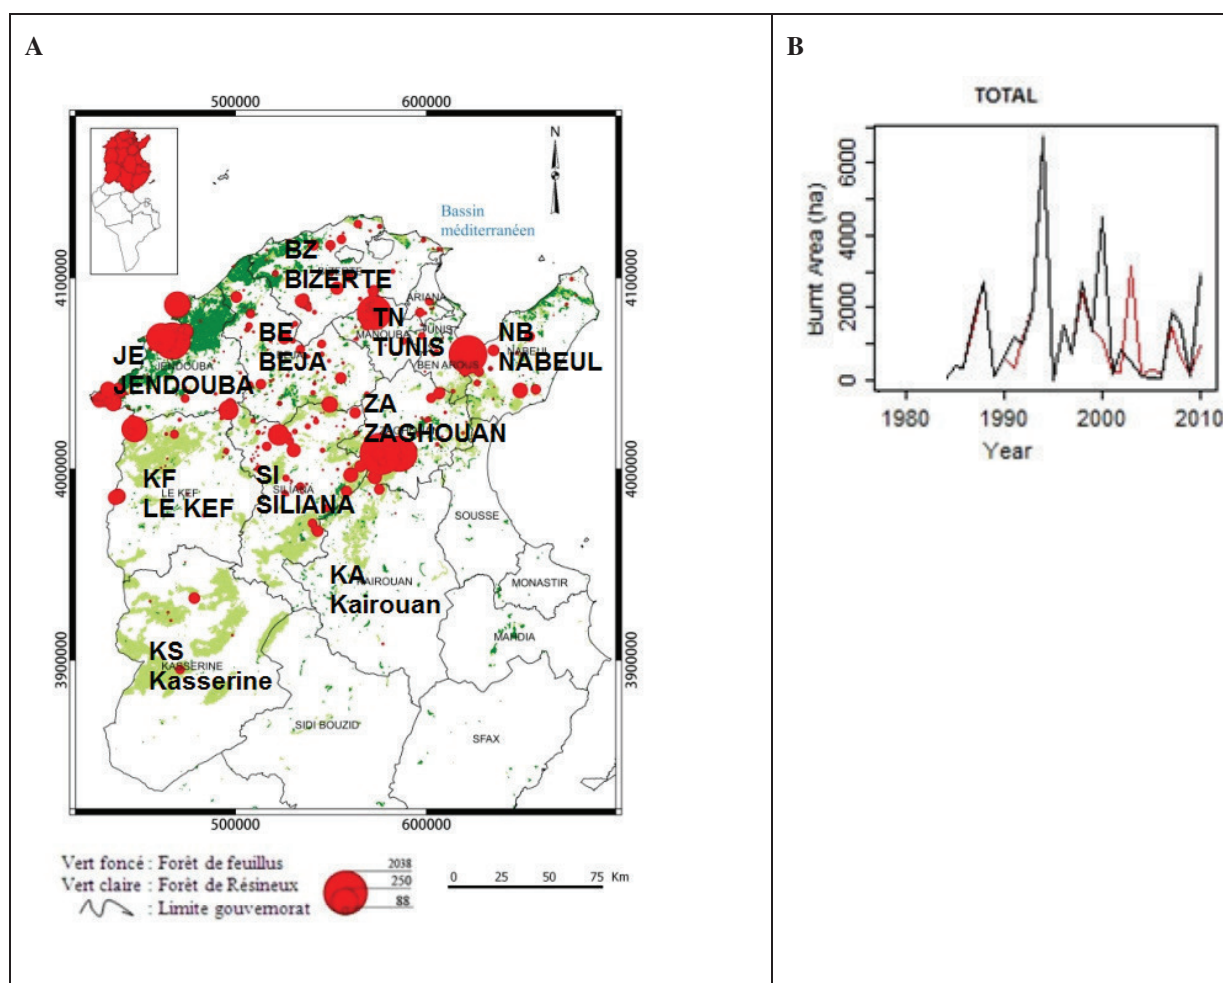 A
500000 600000
N
Bassin
méditerranéen
4100000
4000000
3900000
4100000
4000000
3900000
BZ
BIZERTE
BIZERTE
ARIANA
TN
MANOUBA
TUNIS
TUNIS
NB
NABEUL
NABEUL
BEN AROUS
BE
BEJA
JE
JENDOUBA
JENDOUBA
ZA
ZAGHOUAN
KF
LE KEF
LE KEF
SI
SILIANA
SILIANA
SOUSSE
KA
KAIROUAN
Kairouan
MONASTIR
MAHDIA
KS
KASSERINE
Kasserine
SIDI BOUZID
SFAX
500000 600000
Vert foncé : Forêt de feuillus
Vert claire : Forêt de Résineux
: Limite gouvernorat
2038
250
88
0 25 50 75 Km
B
TOTAL
Burnt Area (ha)
6000
4000
2000
0
1980 1990 2000 2010
Year